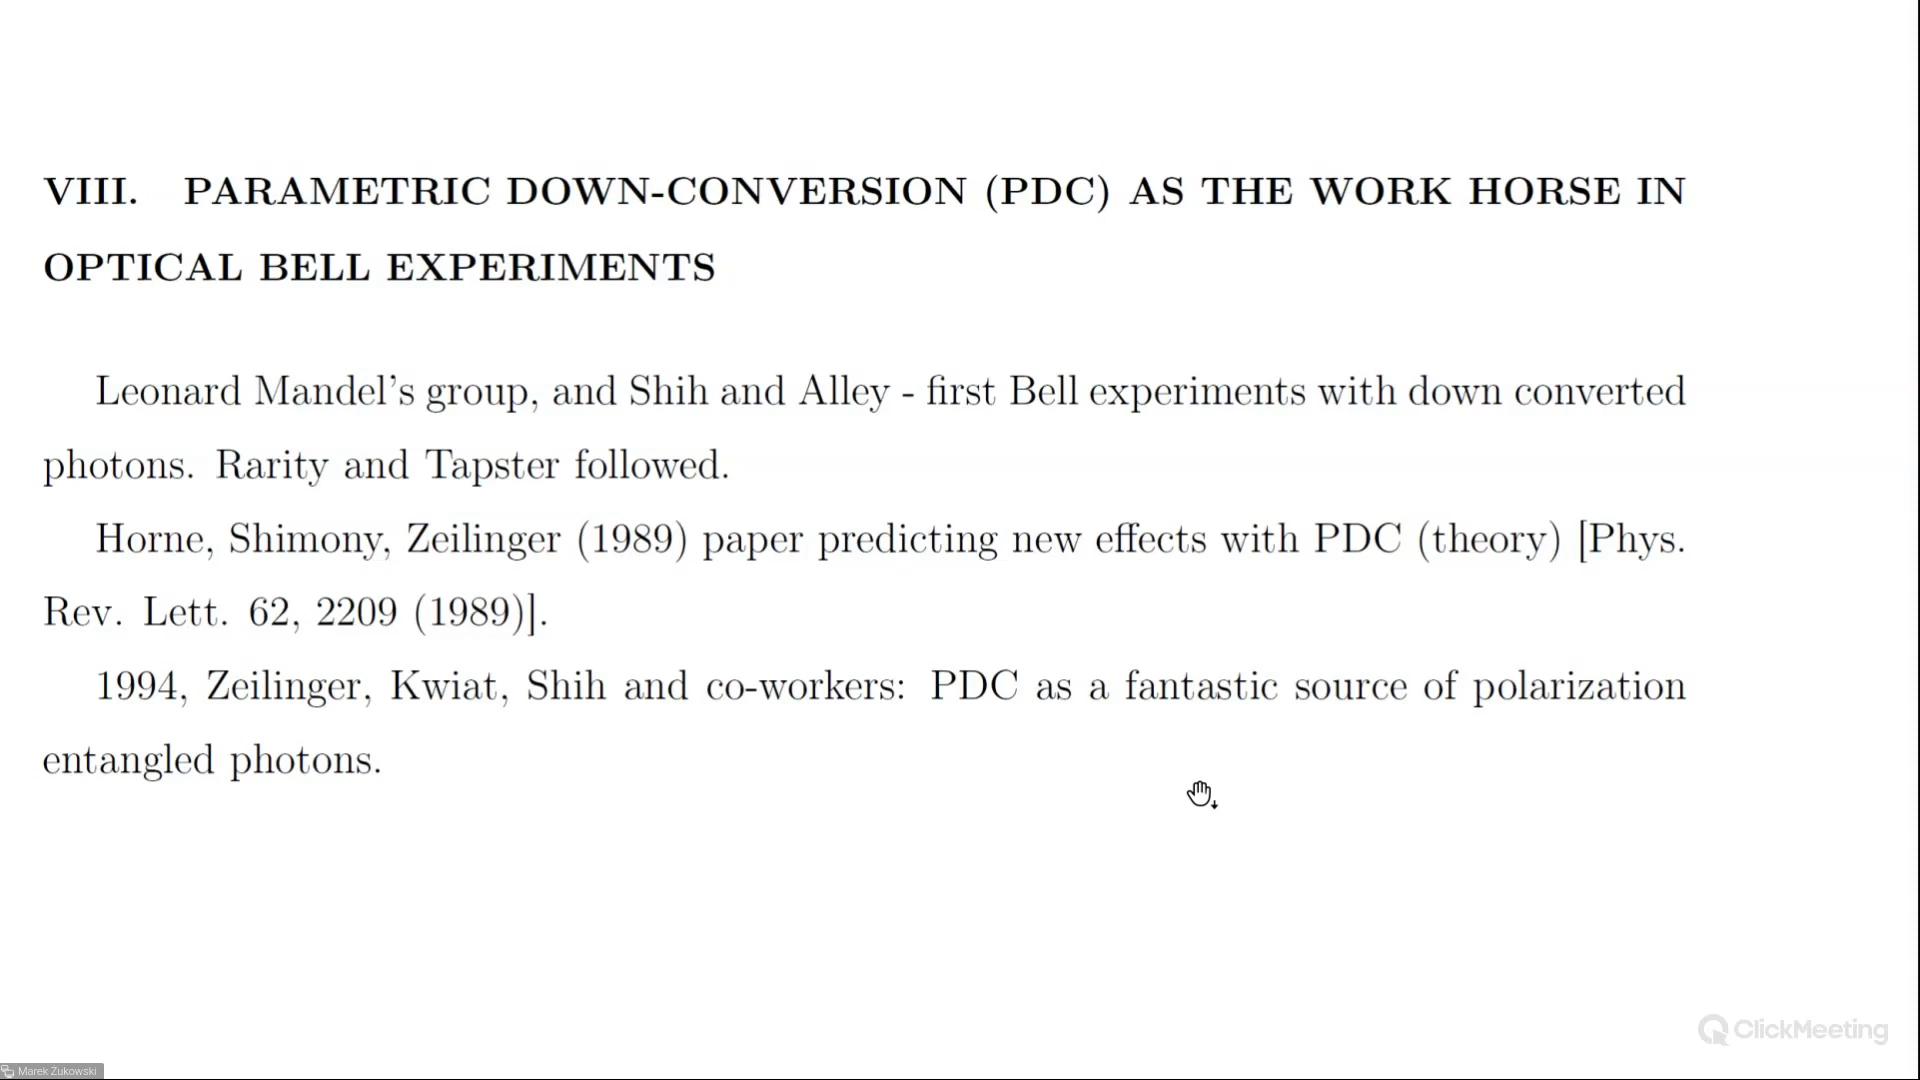 VIII. PARAMETRIC DOWN-CONVERSION (PDC) AS THE WORK HORSE IN
OPTICAL BELL EXPERIMENTS
Leonard Mandel's group, and Shih and Alley - first Bell experiments with down converted
photons. Rarity and Tapster followed.
Horne, Shimony, Zeilinger (1989) paper predicting new effects with PDC (theory) [Phys.
Rev. Lett. 62, 2209 (1989)].
1994, Zeilinger, Kwiat, Shih and co-workers: PDC as a fantastic source of polarization
entangled photons.
ClickMeeting
Marek Żukowski